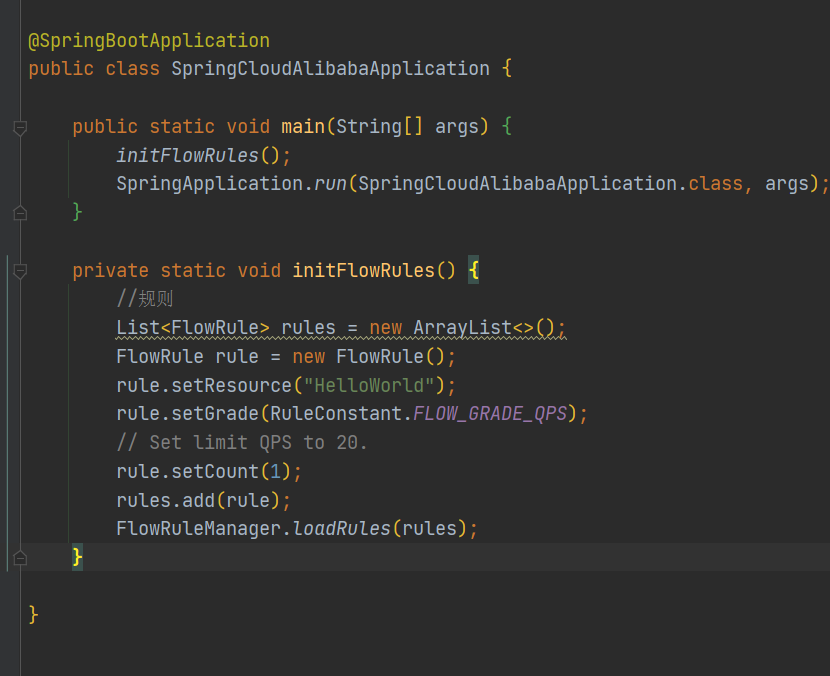 @SpringBootApplication
public class SpringCloudAlibabaApplication {
public static void main(String[] args) {
initFlowRules();
SpringApplication.run(SpringCloudAlibabaApplication.class, args);
}
private static void initFlowRules() {
//规则
List<FlowRule> rules = new ArrayList<>();
FlowRule rule = new FlowRule();
rule.setResource("HelloWorld");
rule.setGrade(RuleConstant.FLOW_GRADE_QPS);
// Set limit QPS to 20.
rule.setCount(1);
rules.add(rule);
FlowRuleManager.loadRules(rules);
}
}